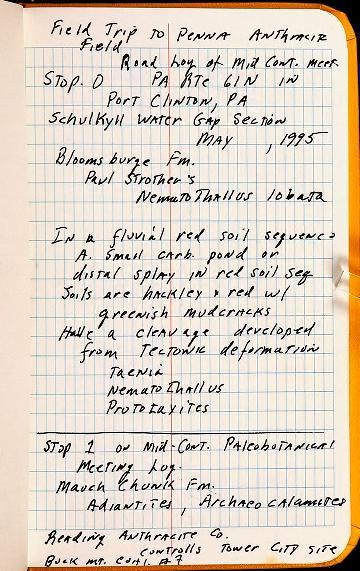 Field Trip to Penna Anthracite
Field
Road Log of Mid Cont. meet.
Stop. 0 PA Rte 61N in
Port Clinton, PA
Schulkyll Water Gap Section
May , 1995
Bloomsburge Fm.
Paul Strother's
Nematothallus lobata
In a fluvial red soil sequence
A. Small carb. pond or
distal splay in red soil seq
Soils are hackley & red w/
greenish mudcracks
Have a cleavage developed
from Tectonic deformation
Taenia
Nematothallus
Prototaxites
Stop 1 on Mid-Cont. Paleobotanical
Meeting Log.
Mauch Chunk Fm.
Adiantites, Archaeocalamites
Reading Anthracite Co.
controlls Tower City site
Buck mt. coal. #7